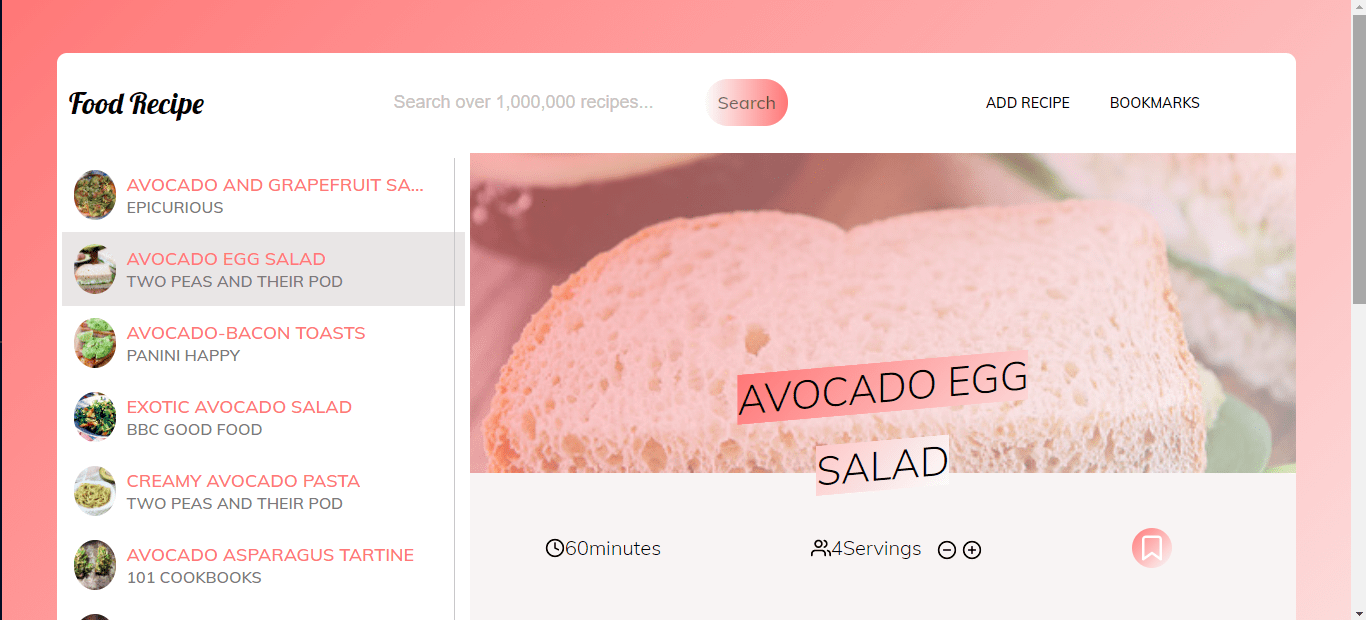 Food Recipe
Search over 1,000,000 recipes...
Search
ADD RECIPE
BOOKMARKS
AVOCADO AND GRAPEFRUIT SA...
EPICURIOUS
AVOCADO EGG SALAD
TWO PEAS AND THEIR POD
AVOCADO-BACON TOASTS
PANINI HAPPY
EXOTIC AVOCADO SALAD
BBC GOOD FOOD
CREAMY AVOCADO PASTA
TWO PEAS AND THEIR POD
AVOCADO ASPARAGUS TARTINE
101 COOKBOOKS
AVOCADO EGG
SALAD
60minutes
4Servings